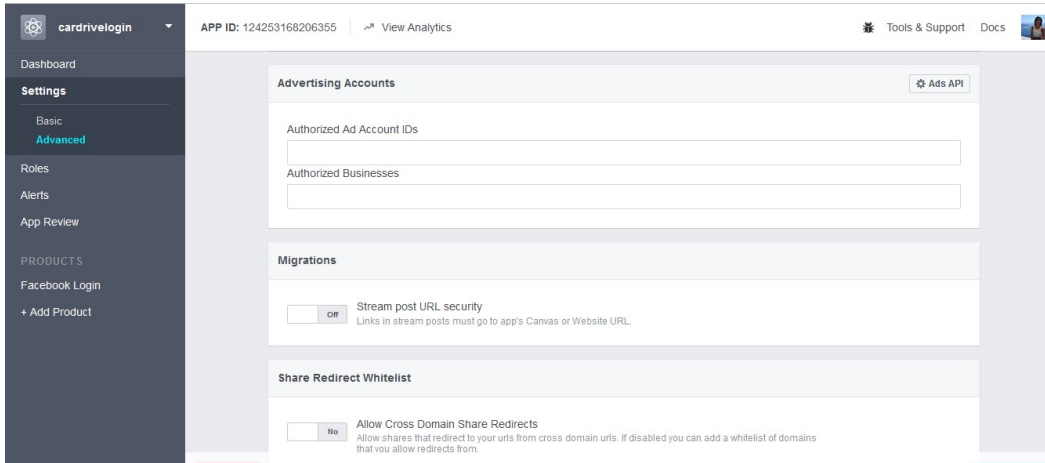 cardrivelogin
APP ID: 124253168206355
View Analytics
Tools & Support
Docs
Dashboard
Settings
Basic
Advanced
Roles
Alerts
App Review
PRODUCTS
Facebook Login
+ Add Product
Advertising Accounts
Ads API
Authorized Ad Account IDs
Authorized Businesses
Migrations
Off
Stream post URL security
Links in stream posts must go to app's Canvas or Website URL.
Share Redirect Whitelist
No
Allow Cross Domain Share Redirects
Allow shares that redirect to your urls from cross domain urls. If disabled you can add a whitelist of domains
that you allow redirects from.